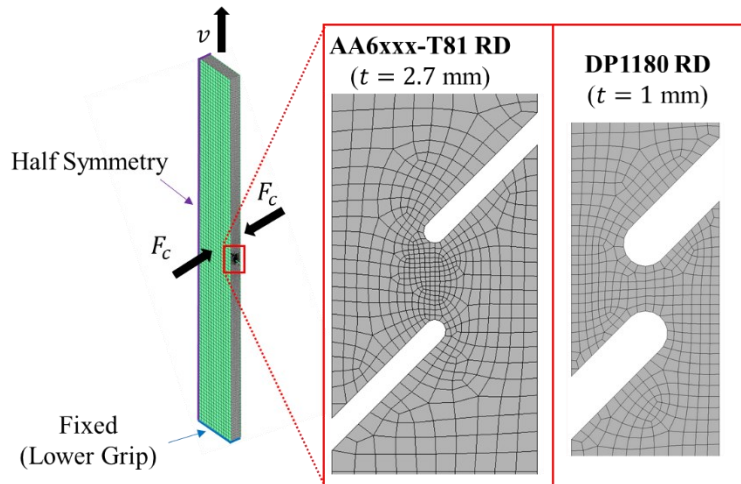 v
AA6xxx-T81 RD
(t = 2.7 mm)
DP1180 RD
(t = 1 mm)
Half Symmetry
F_c
F_c
Fixed
(Lower Grip)